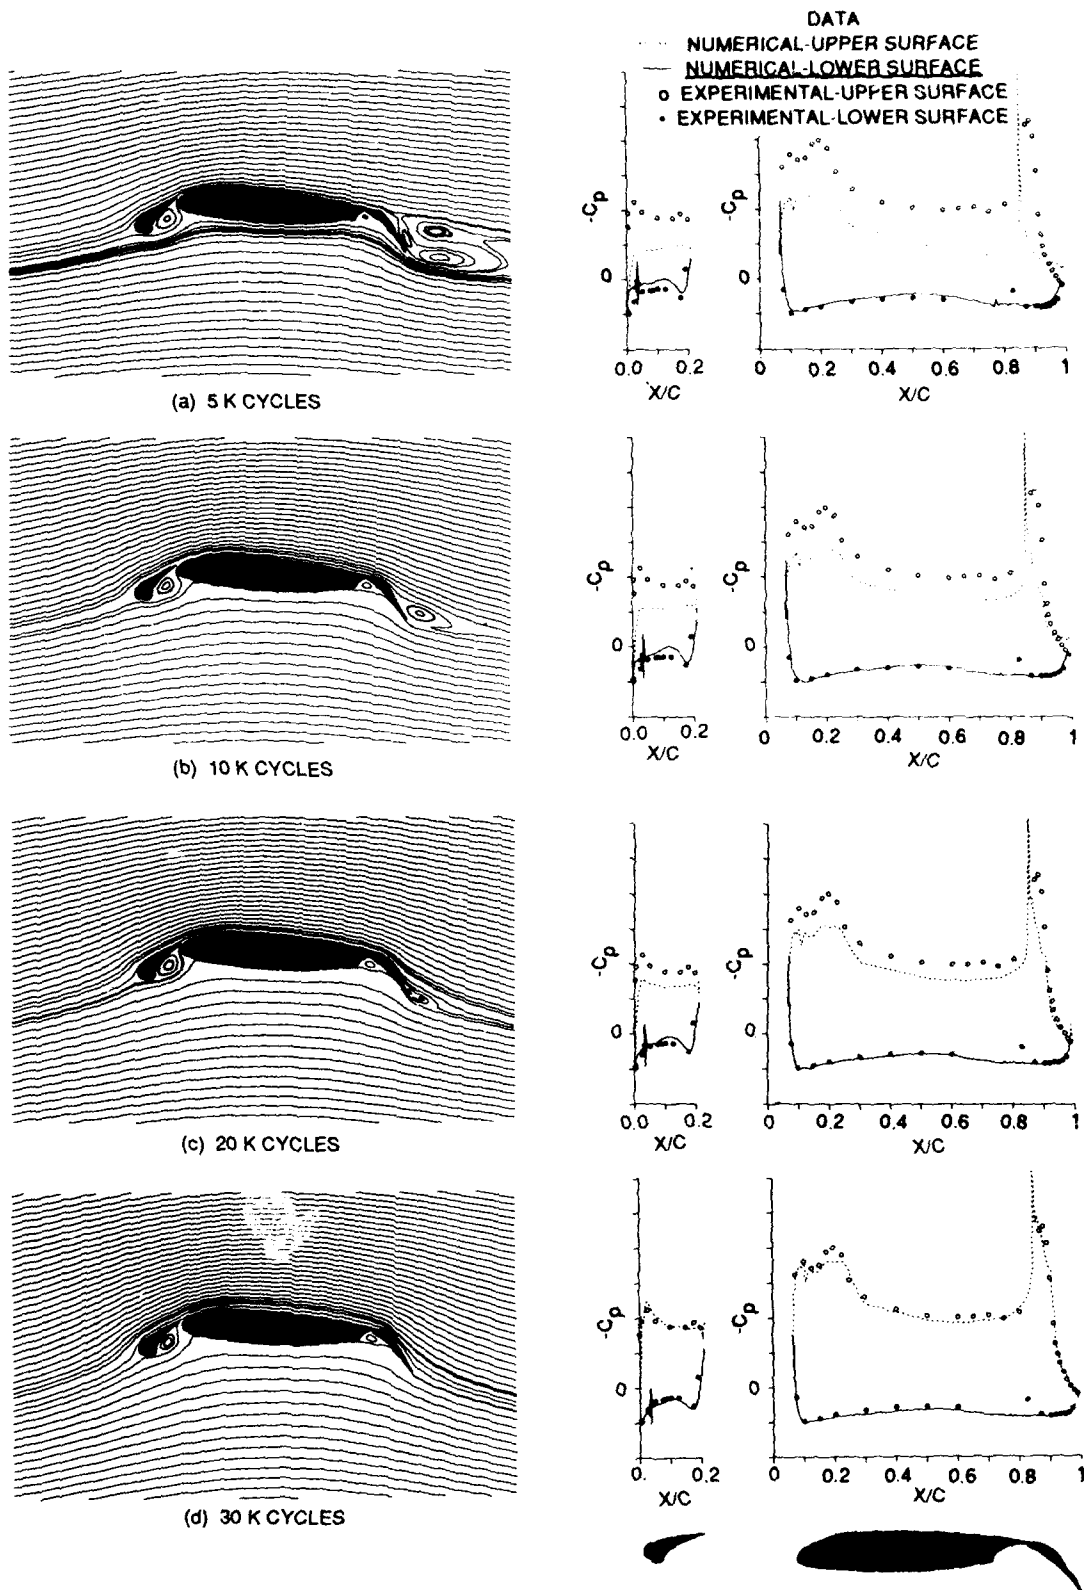 DATA
NUMERICAL-UPPER SURFACE
NUMERICAL-LOWER SURFACE
EXPERIMENTAL-UPPER SURFACE
EXPERIMENTAL-LOWER SURFACE
-Cp
0
0.0 0.2
X/C
-Cp
0
0 0.2 0.4 0.6 0.8 1
X/C
(a) 5 K CYCLES
-Cp
0
0.0 0.2
X/C
-Cp
0
0 0.2 0.4 0.6 0.8 1
X/C
(b) 10 K CYCLES
-Cp
0
0.0 0.2
X/C
-Cp
0
0 0.2 0.4 0.6 0.8 1
X/C
(c) 20 K CYCLES
-Cp
0
0. 0.2
X/C
-Cp
0
0 0.2 0.4 0.6 0.8 1
X/C
(d) 30 K CYCLES